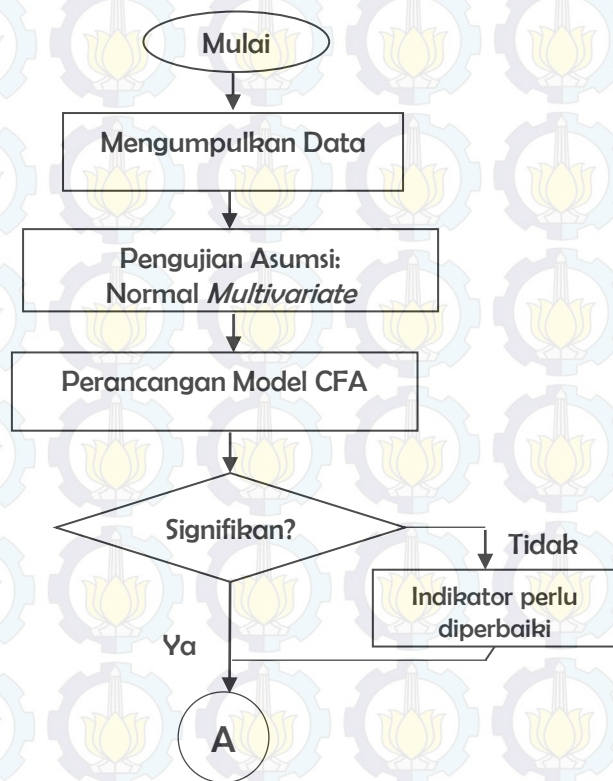 Mulai
Mengumpulkan Data
Pengujian Asumsi:
Normal Multivariate
Perancangan Model CFA
Signifikan?
Tidak
Indikator perlu
diperbaiki
Ya
A